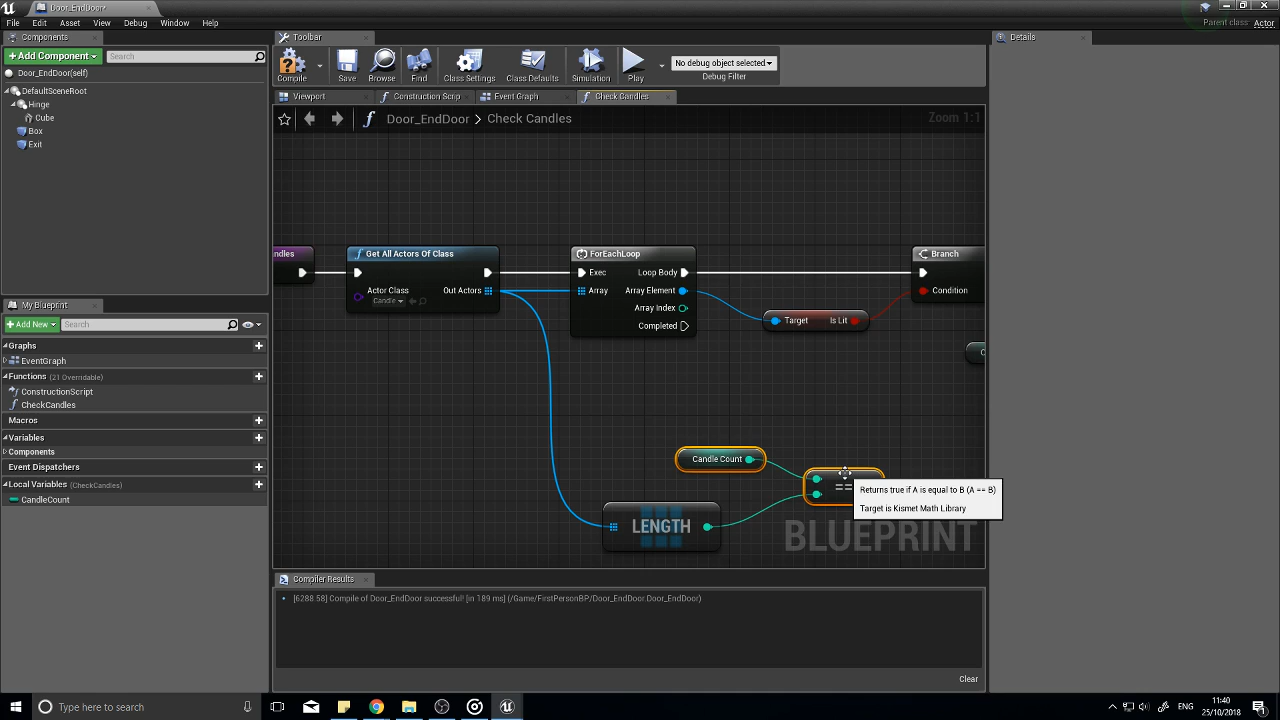 Door_EndDoor*
File Edit Asset View Debug Window Help
Parent class: Actor
Components
Add Component
Search
Door_EndDoor(self)
DefaultSceneRoot
Hinge
Cube
Box
Exit
My Blueprint
Add New
Search
Graphs
EventGraph
Functions (21 Overridable)
ConstructionScript
CheckCandles
Macros
Variables
Components
Event Dispatchers
Local Variables (CheckCandles)
CandleCount
Toolbar
Compile
Save
Browse
Find
Class Settings
Class Defaults
Simulation
Play
No debug object selected
Debug Filter
Viewport
Construction Scrip
Event Graph
Check Candles
Door_EndDoor > Check Candles
Zoom 1:1
ndles
Get All Actors Of Class
Actor Class
Candle
Out Actors
ForEachLoop
Exec
Loop Body
Array
Array Element
Array Index
Completed
Target
Is Lit
Branch
Condition
Candle Count
LENGTH
==
Returns true if A is equal to B (A == B)
Target is Kismet Math Library
BLUEPRINT
Compiler Results
[6288.58] Compile of Door_EndDoor successful! [in 189 ms] (/Game/FirstPersonBP/Door_EndDoor.Door_EndDoor)
Clear
Details
Type here to search
ENG
11:40
25/10/2018